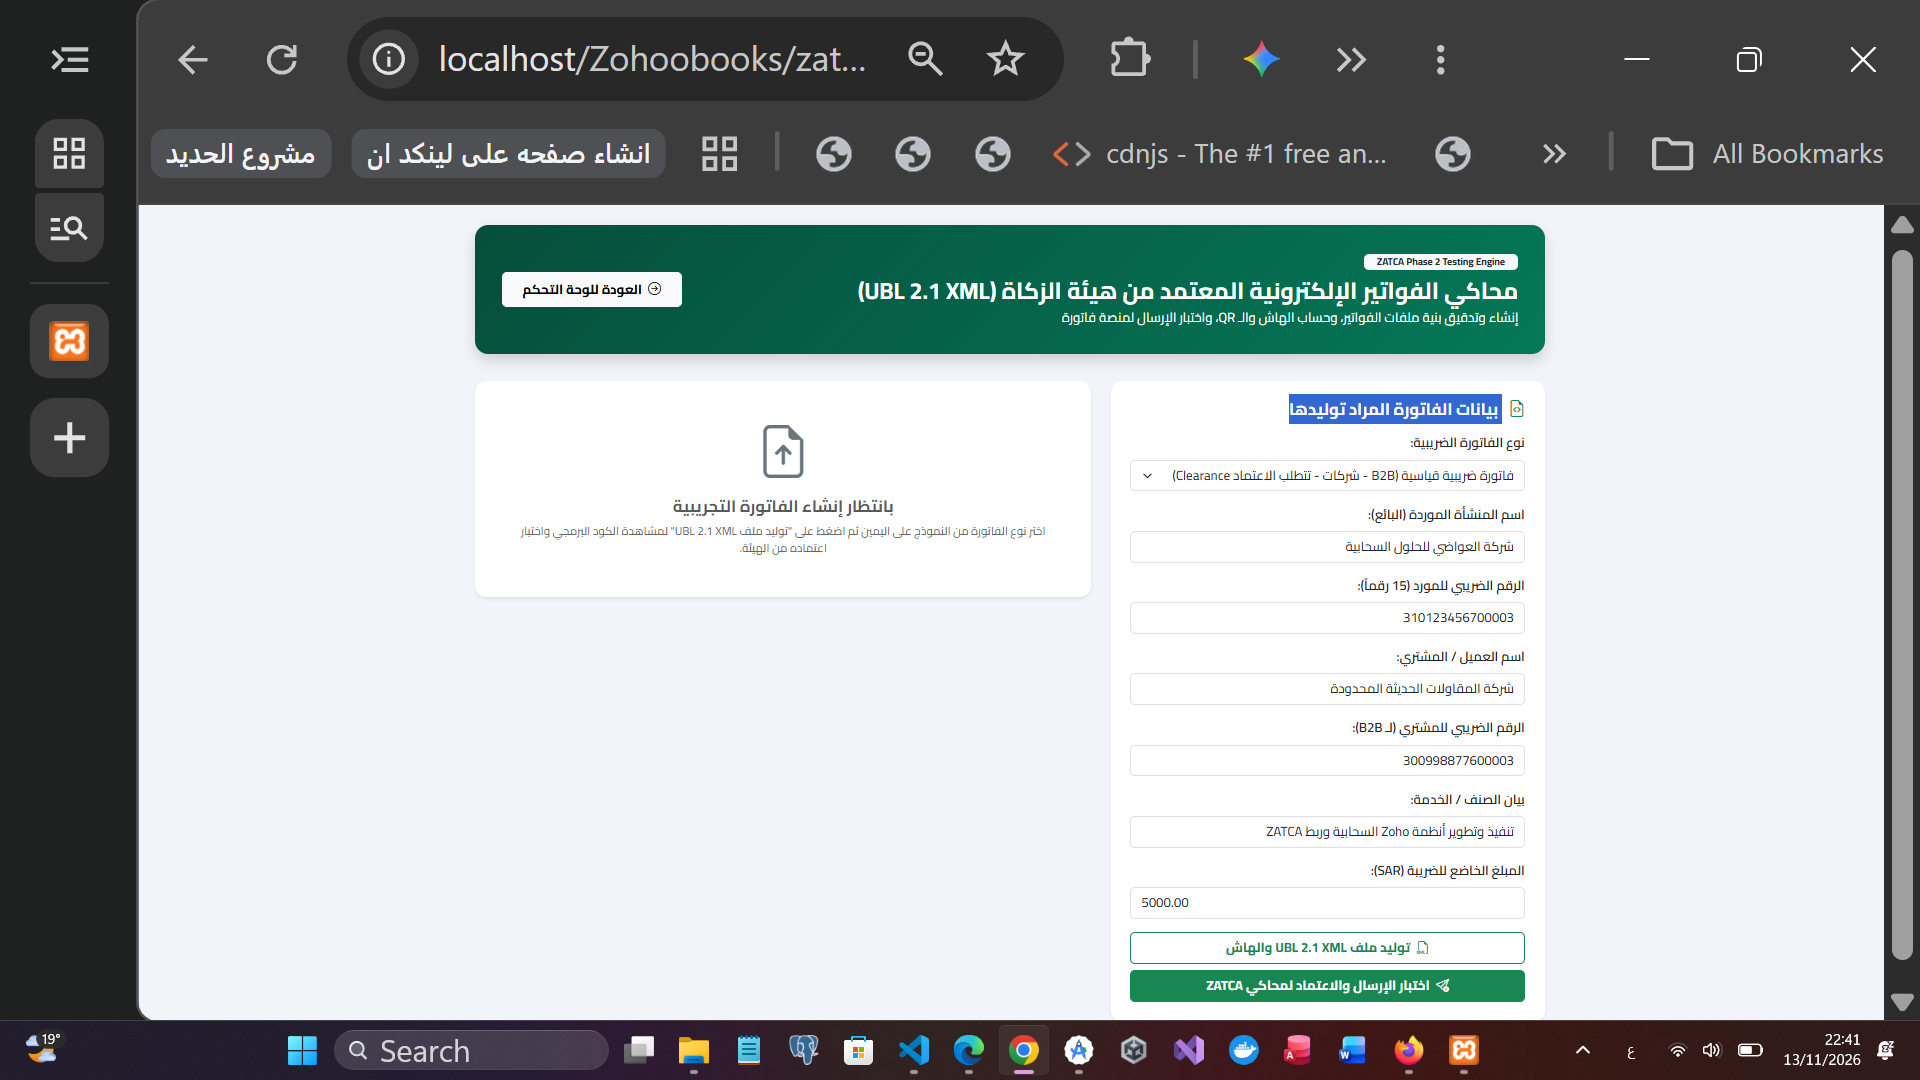 localhost/Zohoobooks/zat...
مشروع الحديد
انشاء صفحه على لينكد ان
cdnjs - The #1 free an...
All Bookmarks
ZATCA Phase 2 Testing Engine
محاكي الفواتير الإلكترونية المعتمد من هيئة الزكاة (UBL 2.1 XML)
إنشاء وتدقيق بنية ملفات الفواتير، وحساب الهاش والـ QR، واختبار الإرسال لمنصة فاتورة
العودة للوحة التحكم
بيانات الفاتورة المراد توليدها
نوع الفاتورة الضريبية:
فاتورة ضريبية قياسية (B2B - شركات - تتطلب الاعتماد Clearance)
اسم المنشأة الموردة (البائع):
شركة العواضي للحلول السحابية
الرقم الضريبي للمورد (15 رقماً):
310123456700003
اسم العميل / المشتري:
شركة المقاولات الحديثة المحدودة
الرقم الضريبي للمشتري (لـ B2B):
300998877600003
بيان الصنف / الخدمة:
تنفيذ وتطوير أنظمة Zoho السحابية وربط ZATCA
المبلغ الخاضع للضريبة (SAR):
5000.00
توليد ملف UBL 2.1 XML والهاش
اختبار الإرسال والاعتماد لمحاكي ZATCA
بانتظار إنشاء الفاتورة التجريبية
اختر نوع الفاتورة من النموذج على اليمين ثم اضغط على "توليد ملف UBL 2.1 XML" لمشاهدة الكود البرمجي واختبار
اعتماده من الهيئة.
19°
Search
ع
22:41
13/11/2026